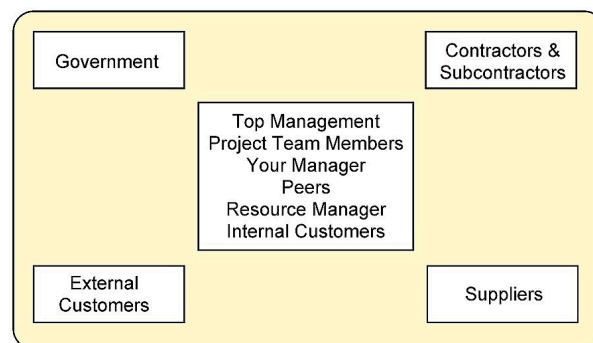 Government
Contractors &
Subcontractors
Top Management
Project Team Members
Your Manager
Peers
Resource Manager
Internal Customers
External
Customers
Suppliers